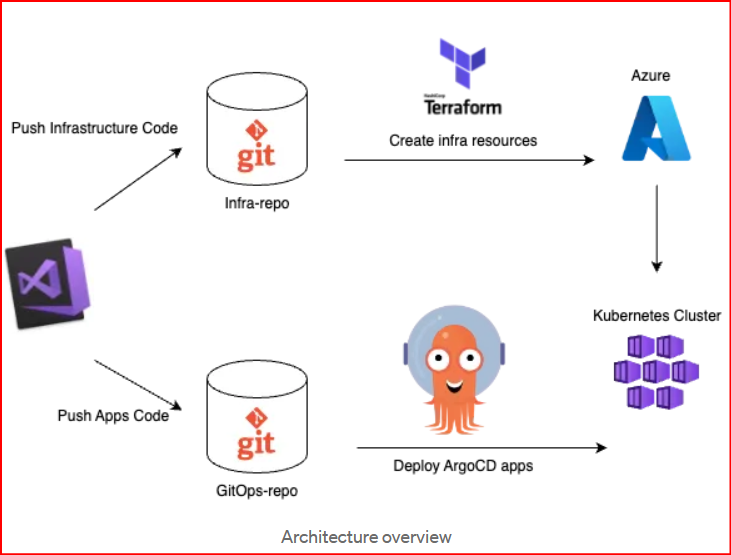 Push Infrastructure Code
git
Infra-repo
HashiCorp
Terraform
Create infra resources
Azure
Kubernetes Cluster
Push Apps Code
git
GitOps-repo
Deploy ArgoCD apps
Architecture overview